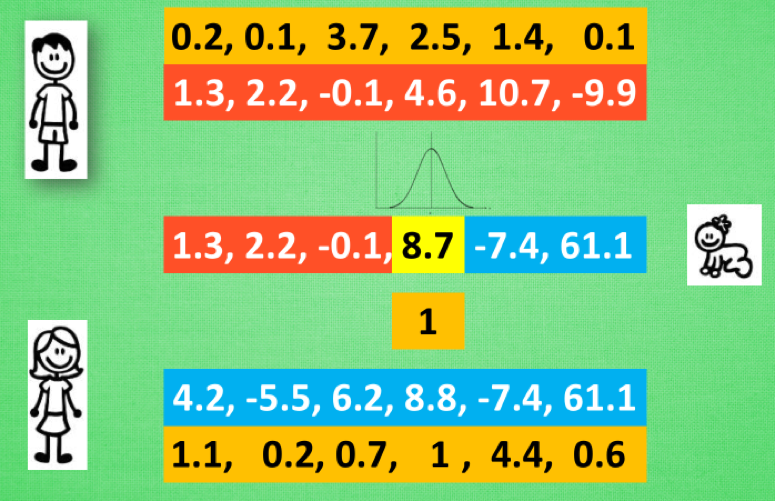 0.2, 0.1, 3.7, 2.5, 1.4, 0.1
1.3, 2.2, -0.1, 4.6, 10.7, -9.9
1.3, 2.2, -0.1, 8.7 -7.4, 61.1
1
4.2, -5.5, 6.2, 8.8, -7.4, 61.1
1.1, 0.2, 0.7, 1 , 4.4, 0.6